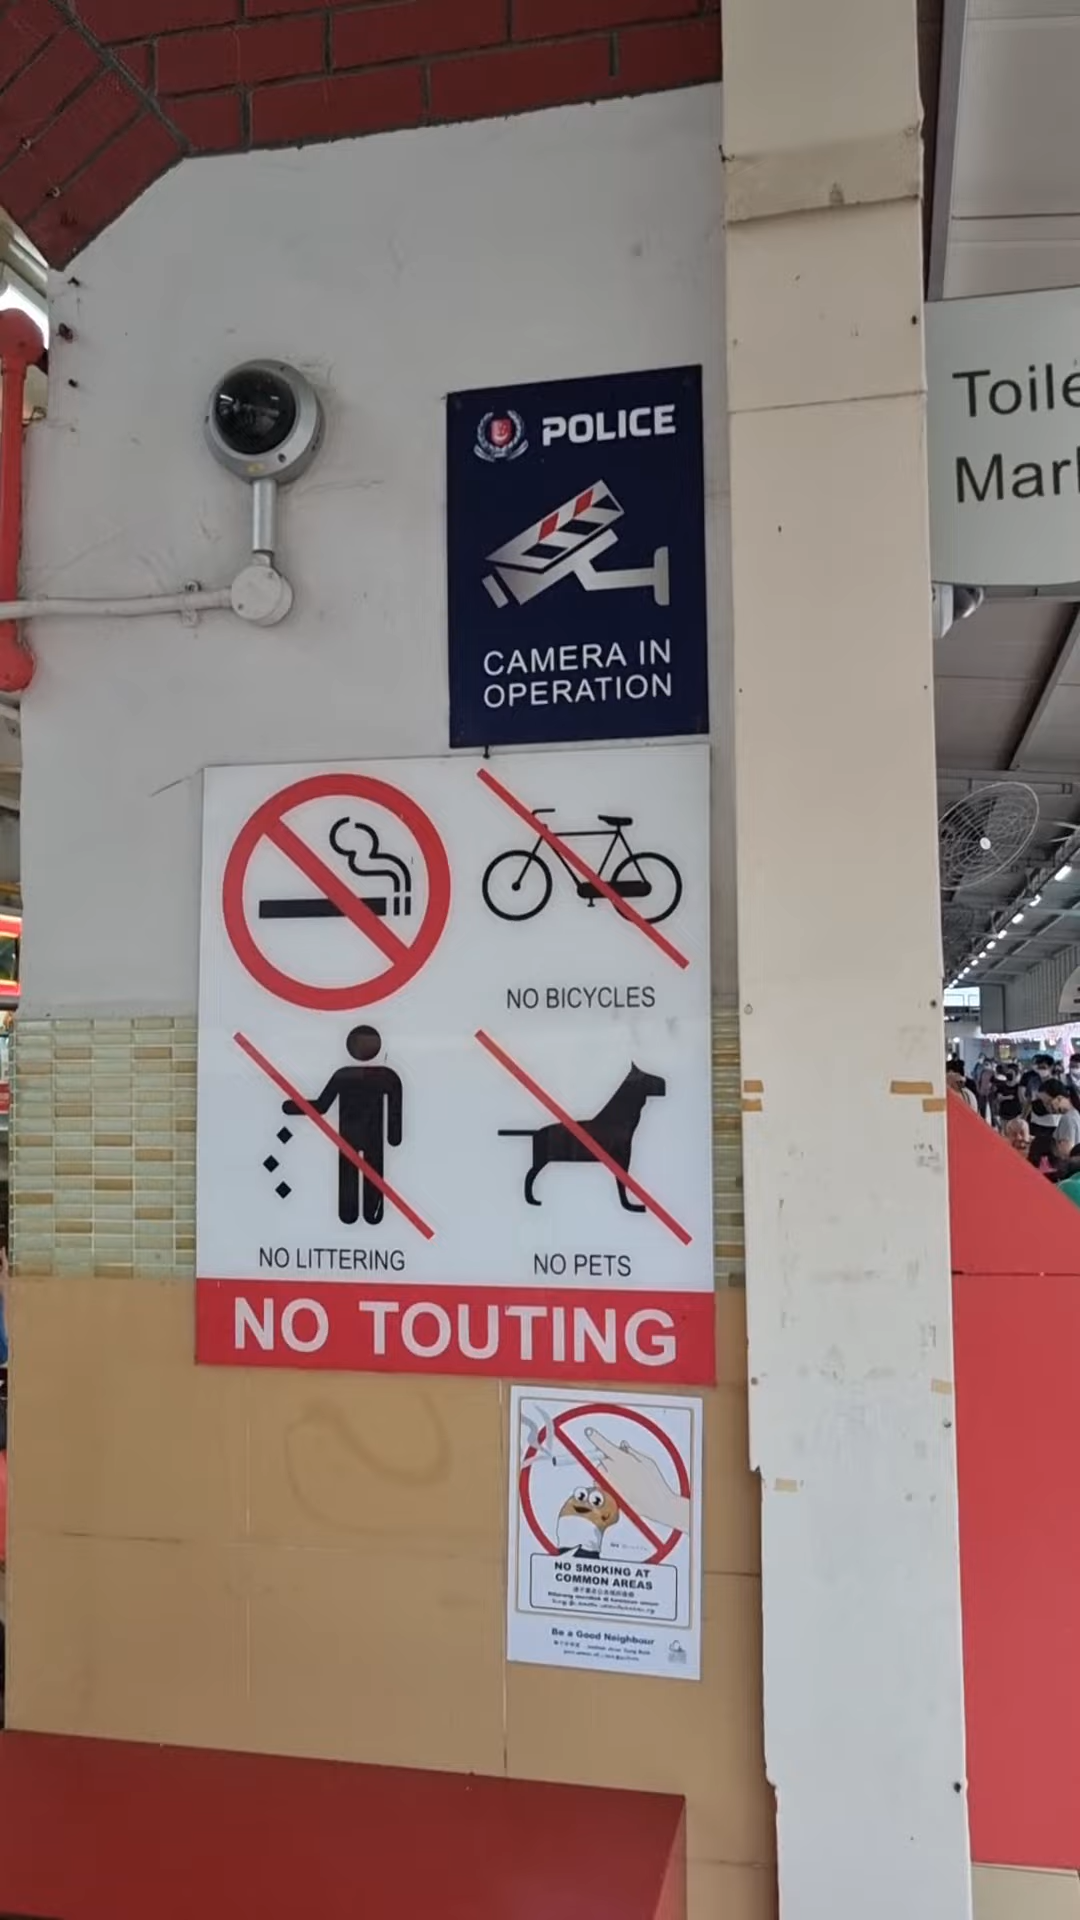 POLICE
CAMERA IN
OPERATION
Toile
Mar
NO BICYCLES
NO LITTERING
NO PETS
NO TOUTING
NO SMOKING AT
COMMON AREAS
Be a Good Neighbour